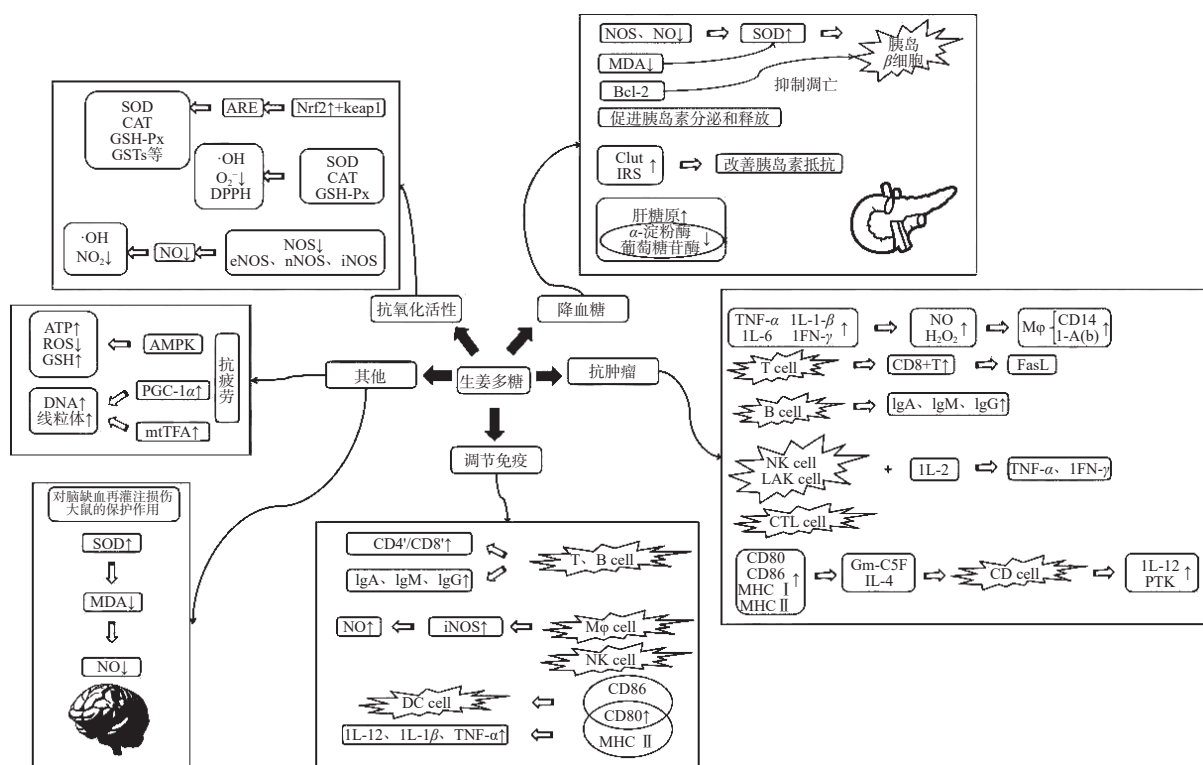 SOD
CAT
GSH-Px
GSTs等
ARE
Nrf2↑+keap1
·OH
O₂⁻↓
DPPH
SOD
CAT
GSH-Px
·OH
NO₂↓
NO↓
NOS↓
eNOS、nNOS、iNOS
NOS、NO↓
SOD↑
胰岛
β细胞
MDA↓
Bcl-2
抑制凋亡
促进胰岛素分泌和释放
Clut
IRS ↑
改善胰岛素抵抗
肝糖原↑
α-淀粉酶
葡萄糖苷酶 ↓
抗氧化活性
降血糖
其他
生姜多糖
抗肿瘤
调节免疫
ATP↑
ROS↓
GSH↑
AMPK
抗疲劳
DNA↑
线粒体↑
PGC-1α↑
mtTFA↑
TNF-α 1L-1-β
1L-6 1FN-γ ↑
NO
H₂O₂ ↑
Mφ
CD14
1-A(b) ↑
T cell
CD8+T↑
FasL
B cell
lgA、lgM、lgG↑
NK cell
LAK cell
+
1L-2
TNF-α、1FN-γ
CTL cell
CD80
CD86
MHC Ⅰ
MHC Ⅱ ↑
Gm-C5F
IL-4
CD cell
1L-12
PTK ↑
对脑缺血再灌注损伤
大鼠的保护作用
SOD↑
MDA↓
NO↓
CD4'/CD8'↑
lgA、lgM、lgG↑
T、B cell
NO↑
iNOS↑
Mφ cell
NK cell
DC cell
CD86
CD80↑
MHC Ⅱ
1L-12、1L-1β、TNF-α↑